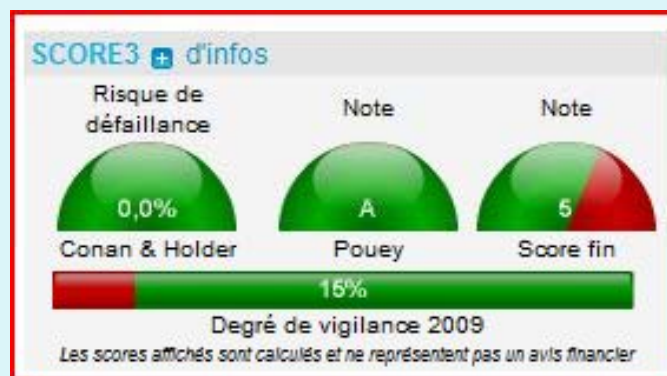 SCORE3 + d'infos
Risque de
défaillance
Note
Note
0,0%
A
5
Conan & Holder
Pouey
Score fin
15%
Degré de vigilance 2009
Les scores affichés sont calculés et ne représentent pas un avis financier